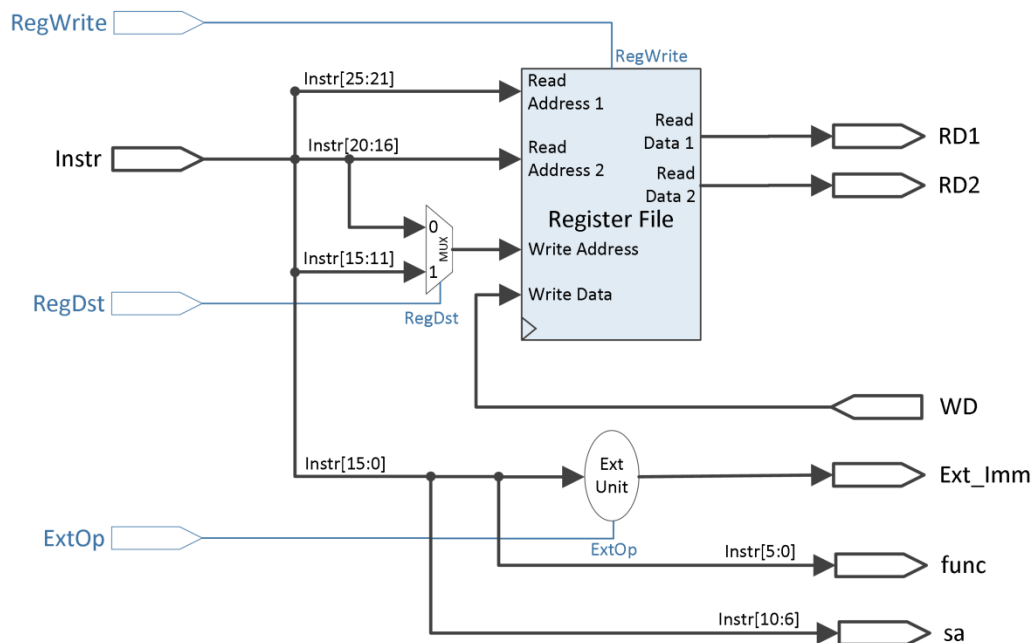 RegWrite
RegWrite
Instr[25:21]
Read
Address 1
Read
Data 1
RD1
Instr
Instr[20:16]
Read
Address 2
Read
Data 2
RD2
Register File
0
MUX
1
Write Address
Instr[15:11]
RegDst
RegDst
Write Data
WD
Instr[15:0]
Ext
Unit
Ext_Imm
ExtOp
ExtOp
Instr[5:0]
func
Instr[10:6]
sa